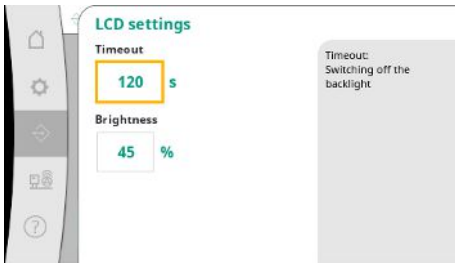 LCD settings
Timeout
120 s
Brightness
45 %
Timeout:
Switching off the
backlight